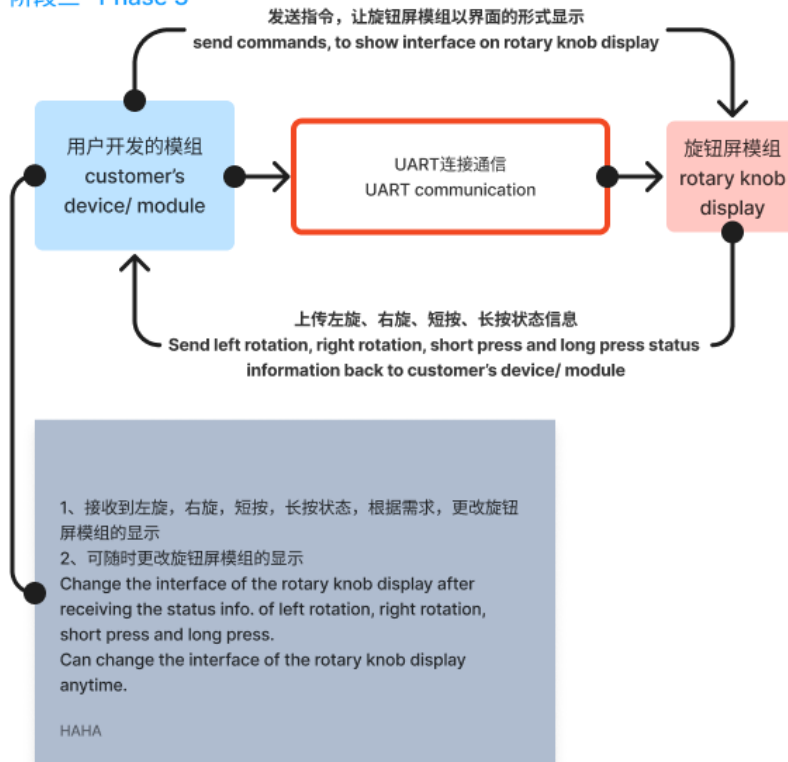 Phase 3
发送指令，让旋钮屏模组以界面的形式显示
send commands, to show interface on rotary knob display
用户开发的模组
customer's
device/ module
UART连接通信
UART communication
旋钮屏模组
rotary knob
display
上传左旋、右旋、短按、长按状态信息
Send left rotation, right rotation, short press and long press status
information back to customer's device/ module
1、接收到左旋，右旋，短按，长按状态，根据需求，更改旋钮
屏模组的显示
2、可随时更改旋钮屏模组的显示
Change the interface of the rotary knob display after
receiving the status info. of left rotation, right rotation,
short press and long press.
Can change the interface of the rotary knob display
anytime.
HAHA